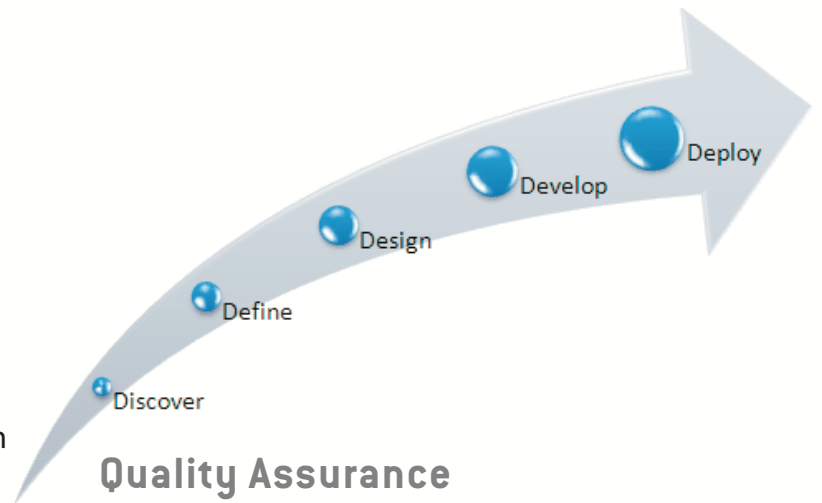 Deploy
Develop
Design
Define
Discover
Quality Assurance